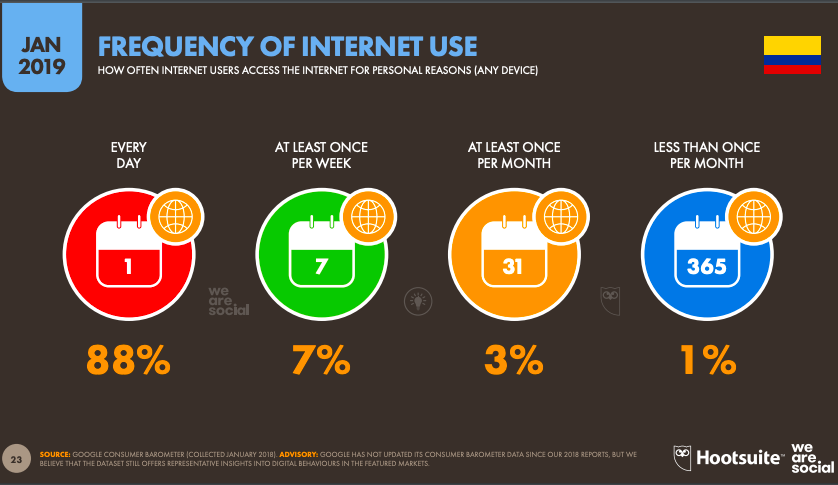 JAN
2019
FREQUENCY OF INTERNET USE
HOW OFTEN INTERNET USERS ACCESS THE INTERNET FOR PERSONAL REASONS (ANY DEVICE)
EVERY
DAY
AT LEAST ONCE
PER WEEK
AT LEAST ONCE
PER MONTH
LESS THAN ONCE
PER MONTH
1
7
31
365
we
are
social
88%
7%
3%
1%
23
SOURCE: GOOGLE CONSUMER BAROMETER (COLLECTED JANUARY 2018). ADVISORY: GOOGLE HAS NOT UPDATED ITS CONSUMER BAROMETER DATA SINCE OUR 2018 REPORTS, BUT WE
BELIEVE THAT THE DATASET STILL OFFERS REPRESENTATIVE INSIGHTS INTO DIGITAL BEHAVIOURS IN THE FEATURED MARKETS.
Hootsuite™
we
are
social